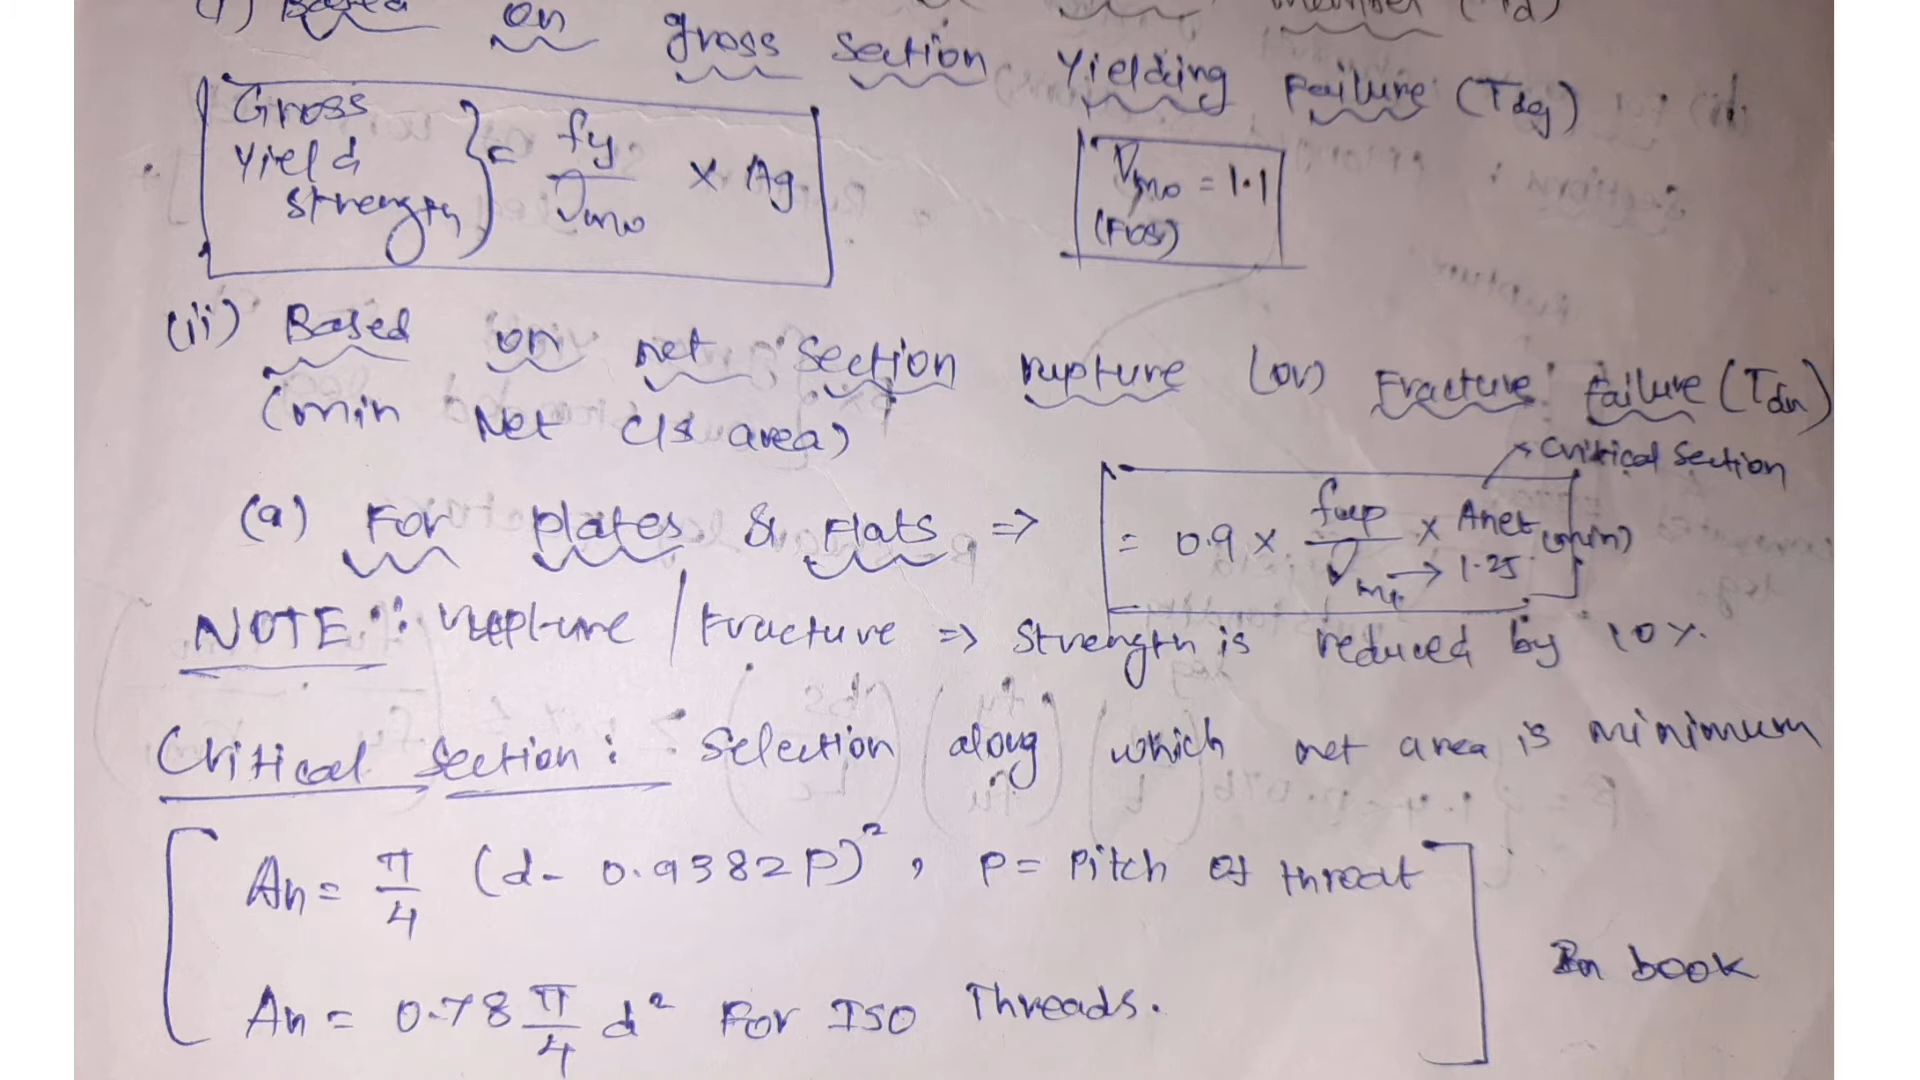 (i) Based on gross section yielding failure (Tdg)
member (Td)
Gross
Yield
strength } = fy / γmo × Ag
γmo = 1.1
(FOS)
(ii) Based on net section rupture (or) Fracture failure (Tdn)
(min Net c/s area)
critical section
(a) For plates & Flats => = 0.9 × fup / γm1 → 1.25 × Anet (min)
NOTE : rupture / fracture => strength is reduced by 10%.
Critical section : Selection along which net area is minimum
An = π/4 (d - 0.9382P)², P = Pitch of threat
In book
An = 0.78 π/4 d² For ISO Threads.